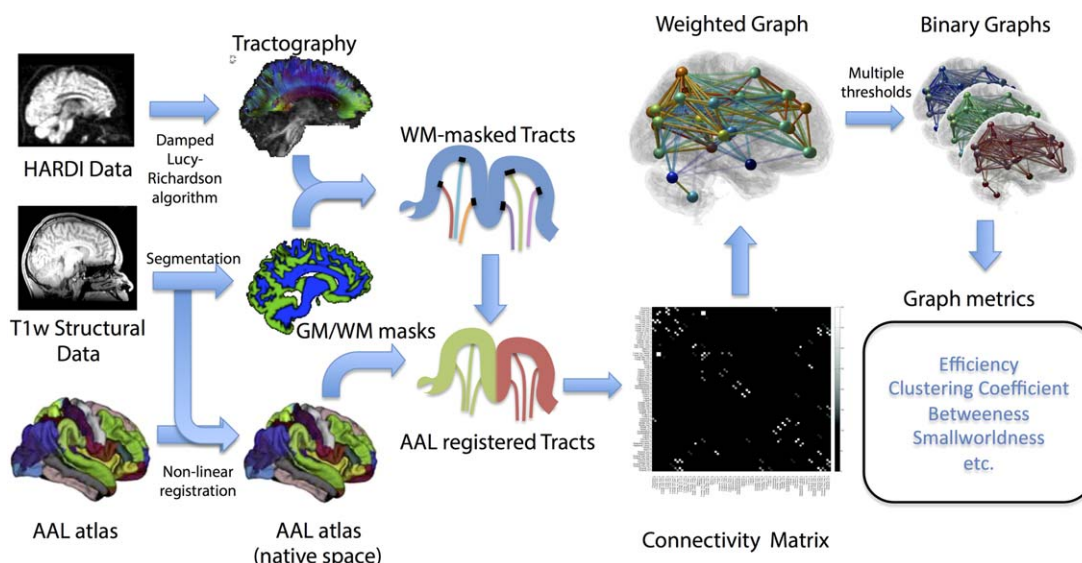 Tractography
HARDI Data
Damped
Lucy-
Richardson
algorithm
T1w Structural
Data
Segmentation
GM/WM masks
AAL atlas
Non-linear
registration
AAL atlas
(native space)
WM-masked Tracts
AAL registered Tracts
Connectivity Matrix
Weighted Graph
Multiple
thresholds
Binary Graphs
Graph metrics
Efficiency
Clustering Coefficient
Betweeness
Smallworldness
etc.